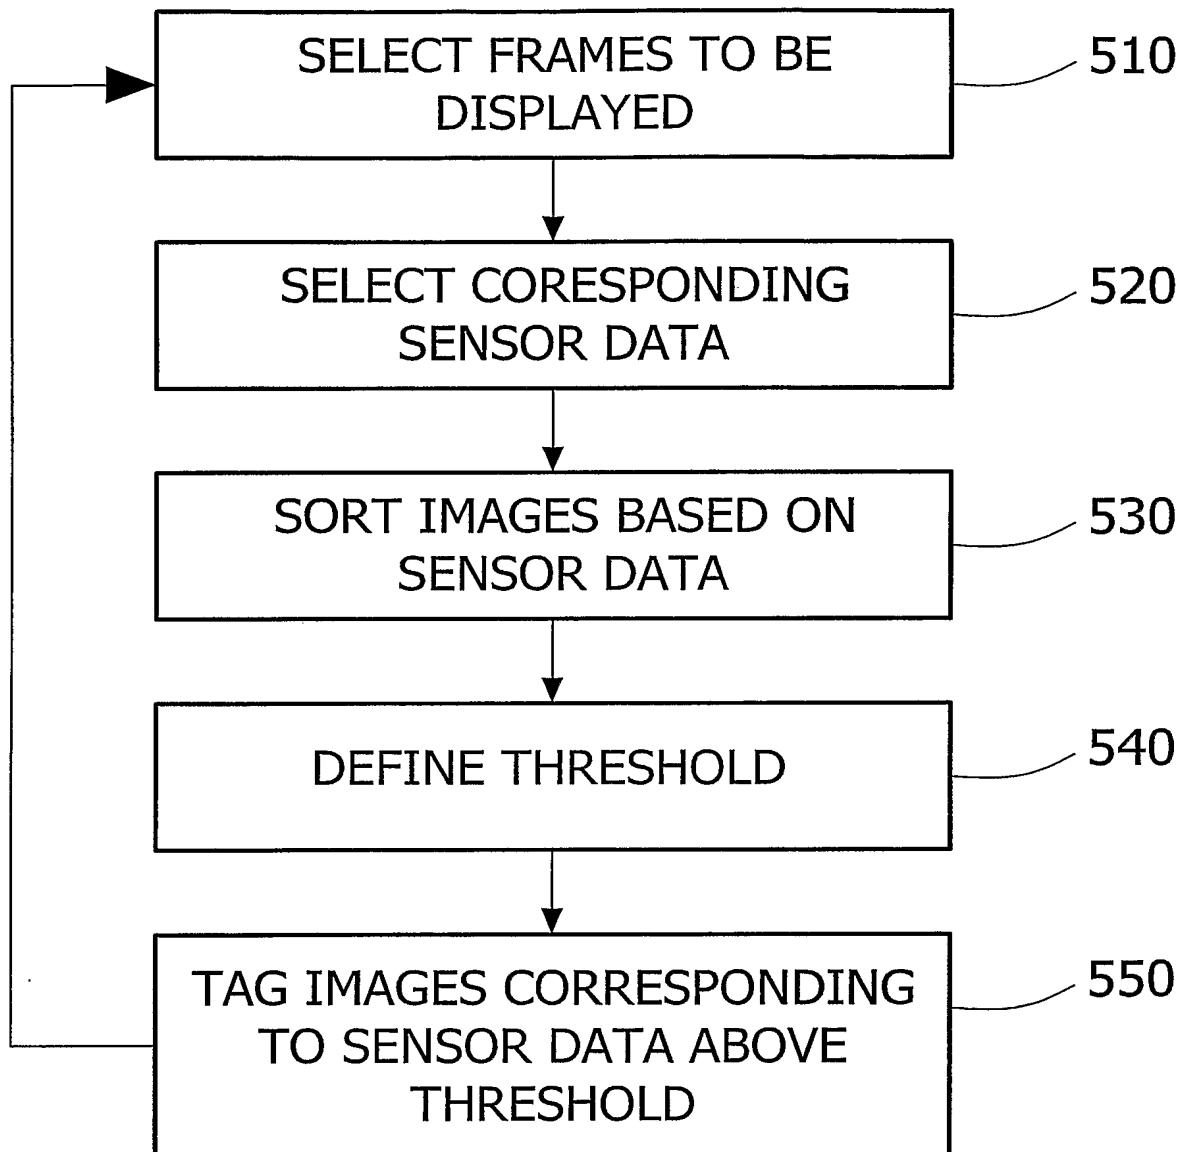 SELECT FRAMES TO BE
DISPLAYED
510
SELECT CORESPONDING
SENSOR DATA
520
SORT IMAGES BASED ON
SENSOR DATA
530
DEFINE THRESHOLD
540
TAG IMAGES CORRESPONDING
TO SENSOR DATA ABOVE
THRESHOLD
550